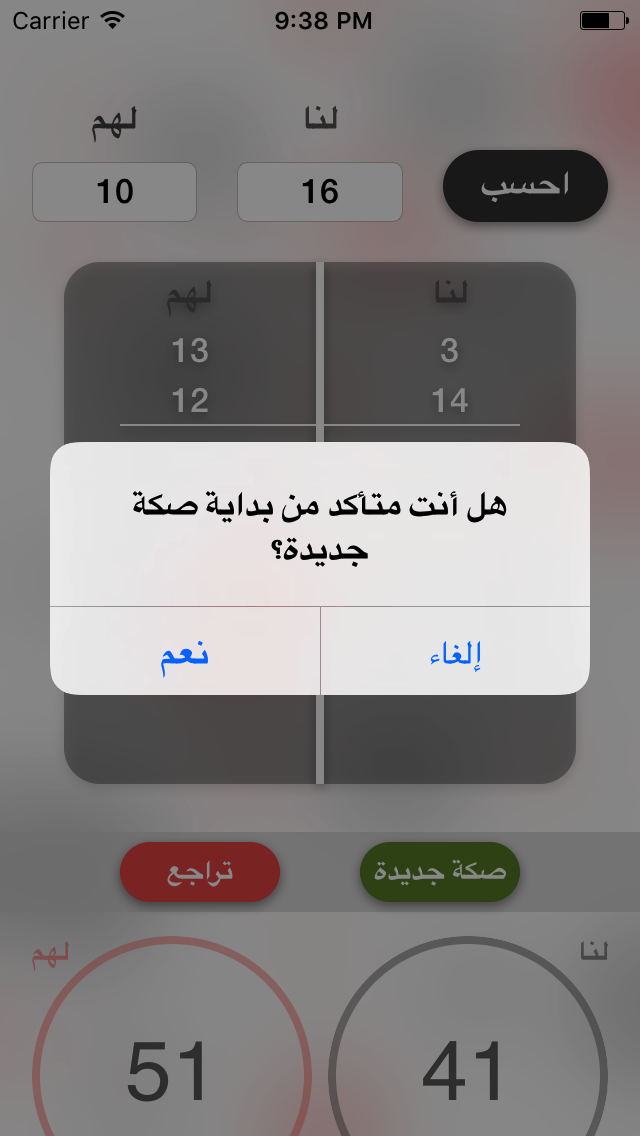 Carrier 9:38 PM
لنا لهم
احسب 16 10
لنا لهم
3 13
14 12
هل أنت متأكد من بداية صكة
جديدة؟
إلغاء نعم
صكة جديدة تراجع
لنا لهم
41 51